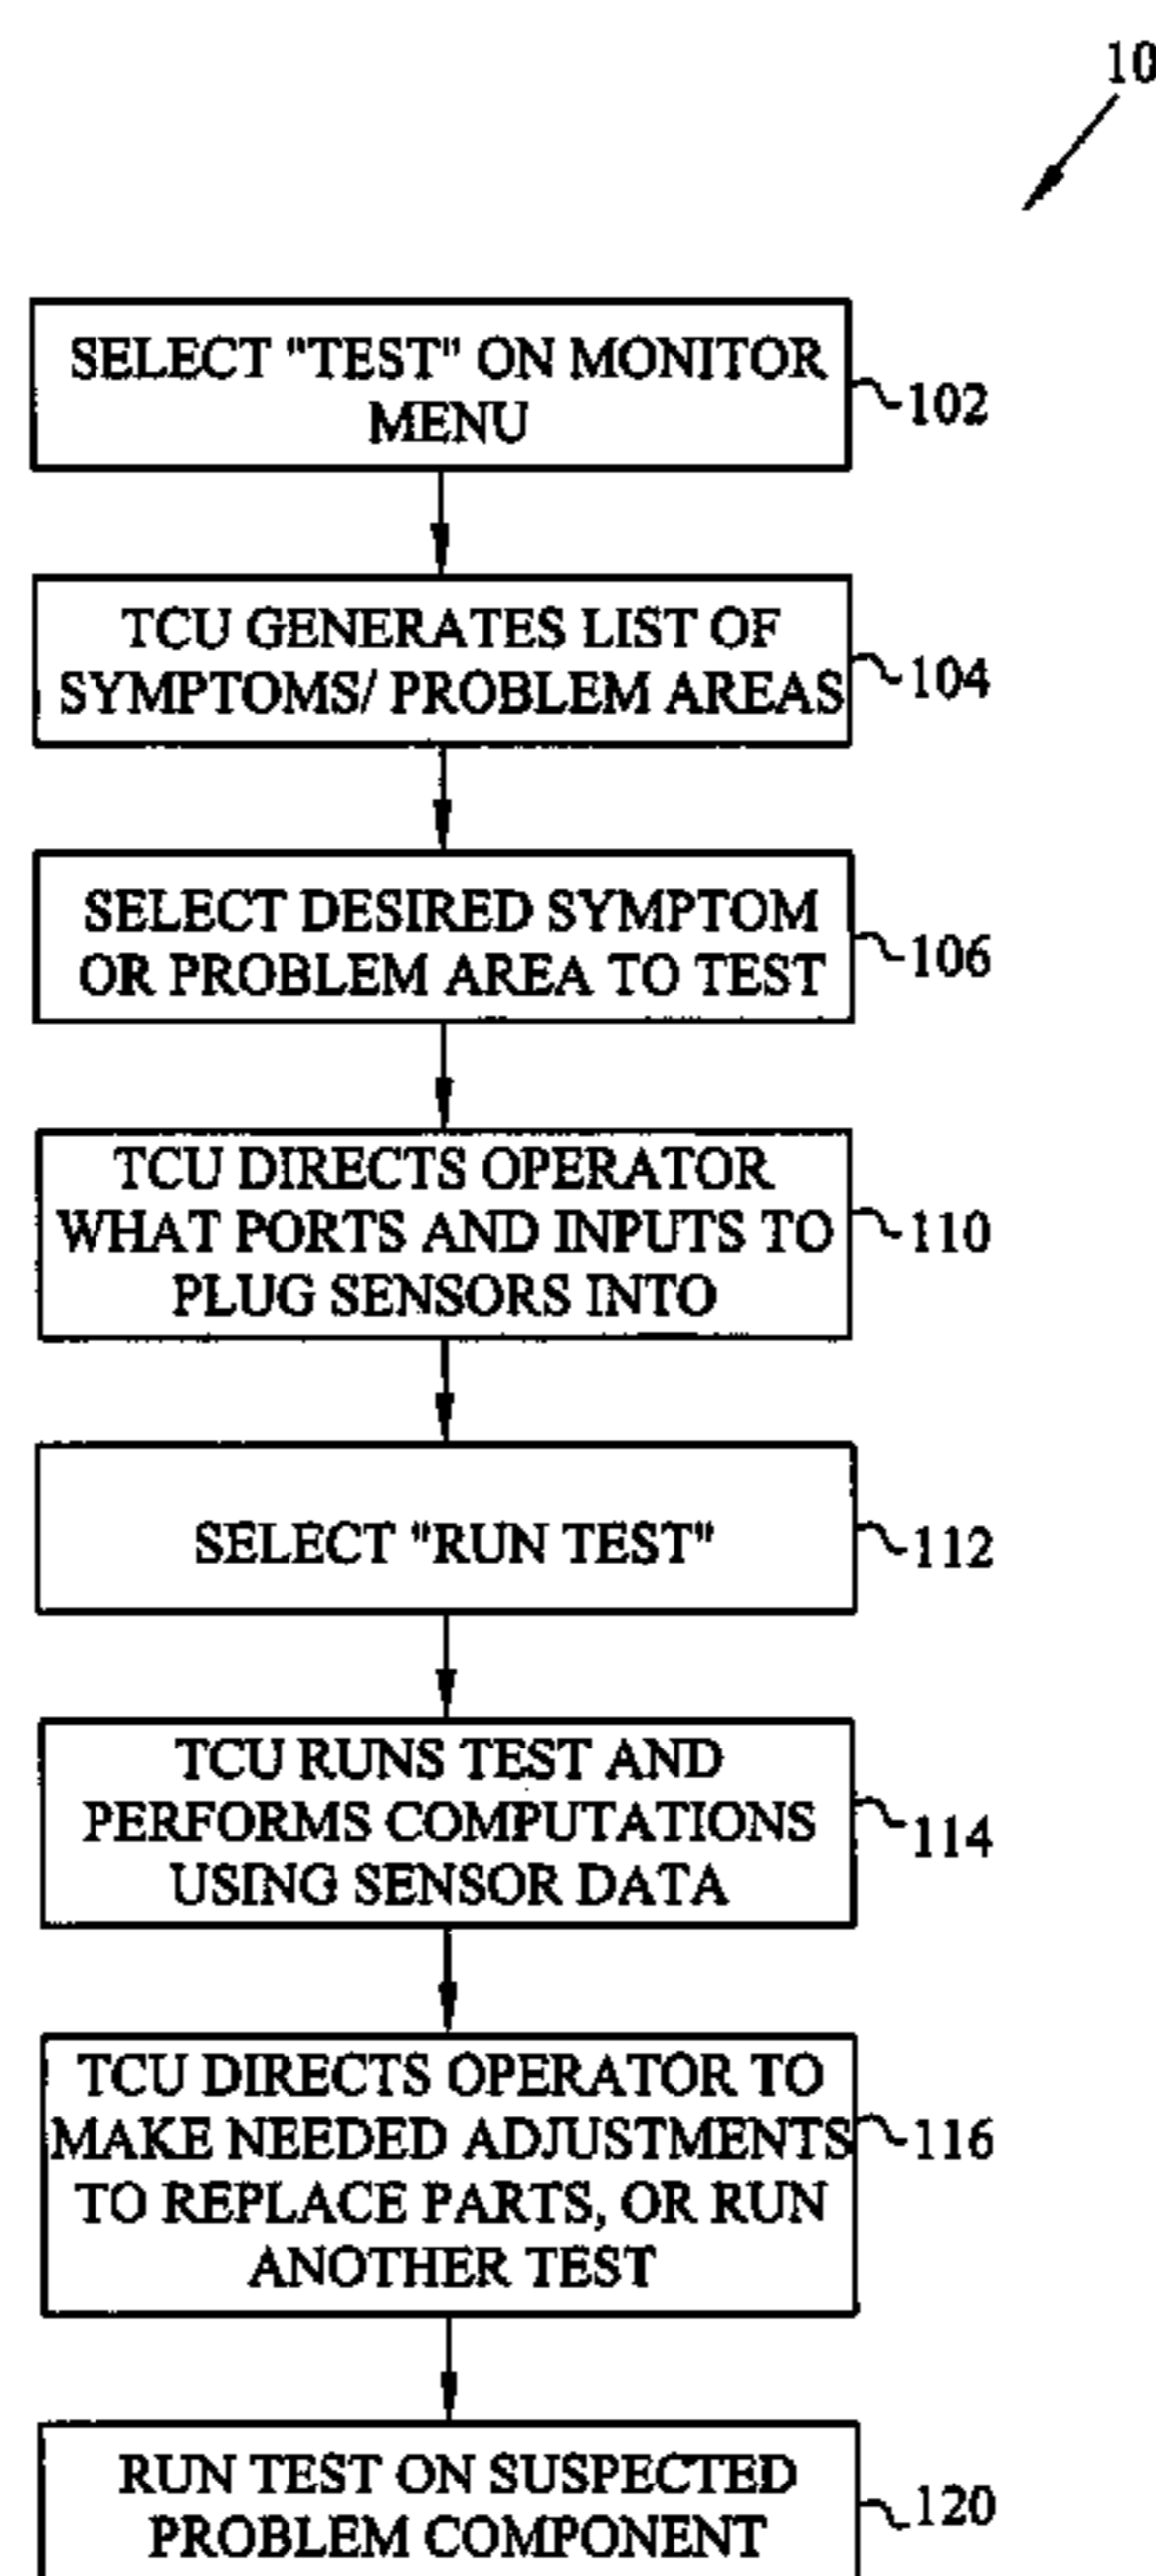 10
SELECT "TEST" ON MONITOR
MENU
102
TCU GENERATES LIST OF
SYMPTOMS/ PROBLEM AREAS
104
SELECT DESIRED SYMPTOM
OR PROBLEM AREA TO TEST
106
TCU DIRECTS OPERATOR
WHAT PORTS AND INPUTS TO
PLUG SENSORS INTO
110
SELECT "RUN TEST"
112
TCU RUNS TEST AND
PERFORMS COMPUTATIONS
USING SENSOR DATA
114
TCU DIRECTS OPERATOR TO
MAKE NEEDED ADJUSTMENTS
TO REPLACE PARTS, OR RUN
ANOTHER TEST
116
RUN TEST ON SUSPECTED
PROBLEM COMPONENT
120